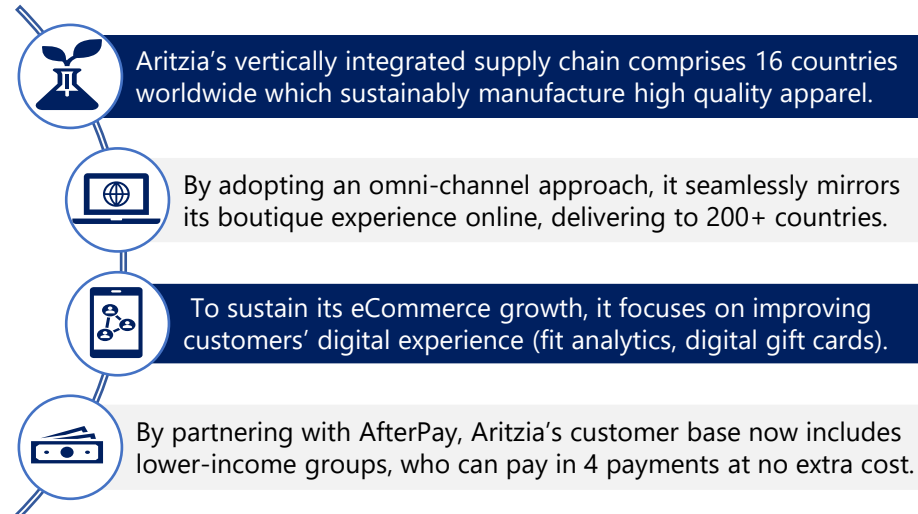 Aritzia's vertically integrated supply chain comprises 16 countries
worldwide which sustainably manufacture high quality apparel.
By adopting an omni-channel approach, it seamlessly mirrors
its boutique experience online, delivering to 200+ countries.
To sustain its eCommerce growth, it focuses on improving
customers' digital experience (fit analytics, digital gift cards).
By partnering with AfterPay, Aritzia's customer base now includes
lower-income groups, who can pay in 4 payments at no extra cost.